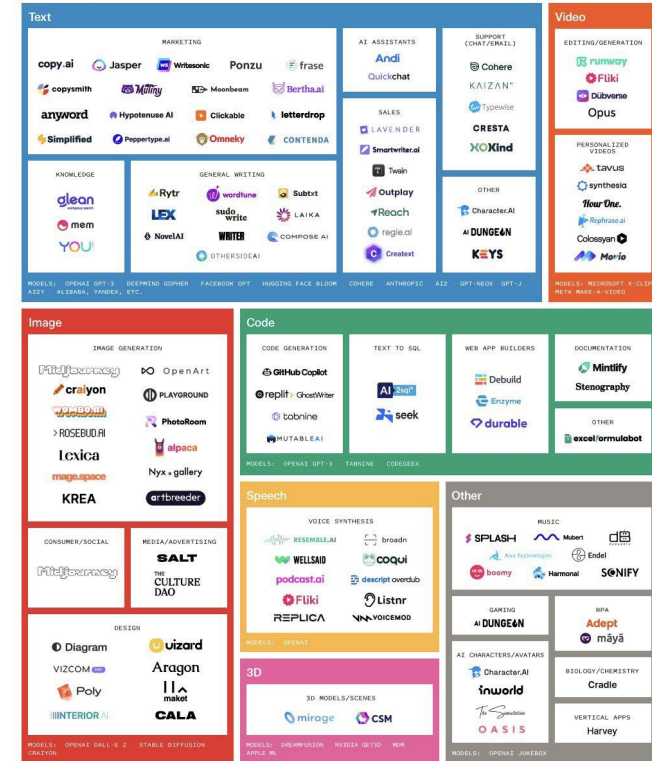 Text
MARKETING
copy.ai Jasper Writesonic Ponzu frase
copysmith Mutiny Moonbeam Bertha.ai
anyword Hypotenuse AI Clickable letterdrop
Simplified Peppertype.ai Omneky CONTENDA
KNOWLEDGE
glean
mem
YOU
GENERAL WRITING
Rytr wordtune Subtxt
LEX sudo write LAIKA
NovelAI WRITER COMPOSE AI
OTHERSIDEAI
AI ASSISTANTS
Andi
Quickchat
SALES
LAVENDER
Smartwriter.ai
Twain
Outplay
Reach
regie.ai
Creatext
SUPPORT
(CHAT/EMAIL)
Cohere
KAIZAN
Typewise
CRESTA
XOKind
OTHER
Character.AI
AI DUNGEON
KEYS
MODELS: OPENAI GPT-3 DEEPMIND GOPHER FACEBOOK OPT HUGGING FACE BLOOM COHERE ANTHROPIC AI2 GPT-NEOX GPT-J
AI21 ALIBABA, YANDEX, ETC.
Video
EDITING/GENERATION
runway
Fliki
Dubverse
Opus
PERSONALIZED
VIDEOS
tavus
synthesia
Hour One.
Rephrase.ai
Colossyan
Movio
MODELS: MICROSOFT X-CLIP
META MAKE-A-VIDEO
Image
IMAGE GENERATION
Midjourney OpenArt
craiyon PLAYGROUND
WOMBO.AI PhotoRoom
>ROSEBUD.AI alpaca
Lexica Nyx.gallery
mage.space artbreeder
KREA
CONSUMER/SOCIAL
Midjourney
MEDIA/ADVERTISING
SALT
THE
CULTURE
DAO
DESIGN
Diagram uizard
VIZCOM Aragon
Poly maket
INTERIOR AI CALA
MODELS: OPENAI DALL-E 2 STABLE DIFFUSION
CRAIYON
Code
CODE GENERATION
GitHub Copilot
replit GhostWriter
tabnine
MUTABLEAI
TEXT TO SQL
AI 2sql
seek
WEB APP BUILDERS
Debuild
Enzyme
durable
DOCUMENTATION
Mintlify
Stenography
OTHER
excelformulabot
MODELS: OPENAI GPT-3 TABNINE CODEGEEX
Speech
VOICE SYNTHESIS
RESEMBLE.AI broadn
WELLSAID coqui
podcast.ai descript overdub
Fliki Listnr
REPLICA VOICEMOD
MODELS: OPENAI
3D
3D MODELS/SCENES
mirage CSM
MODELS: DREAMFUSION NVIDIA GET3D MDM
APPLE ML
Other
MUSIC
SPLASH Mubert dB
Endel
boomy Harmonai SONIFY
GAMING
AI DUNGEON
RPA
Adept
māyā
AI CHARACTERS/AVATARS
Character.AI
inworld
The Simulation
OASIS
BIOLOGY/CHEMISTRY
Cradle
VERTICAL APPS
Harvey
MODELS: OPENAI JUKEBOX